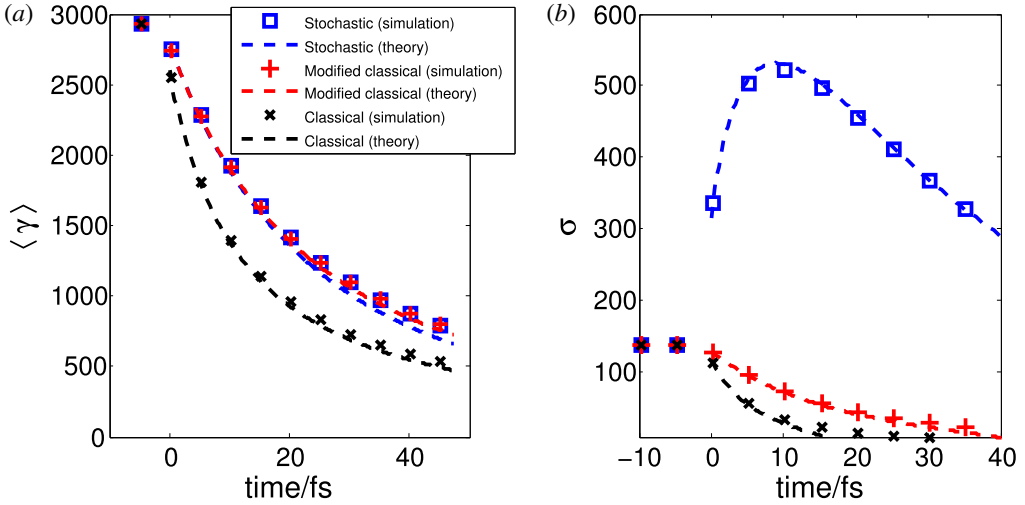 (a)
3000
2500
2000
1500
1000
500
0
0
20
40
⟨γ⟩
time/fs
Stochastic (simulation)
Stochastic (theory)
Modified classical (simulation)
Modified classical (theory)
Classical (simulation)
Classical (theory)
(b)
600
500
400
300
200
100
−10
0
10
20
30
40
σ
time/fs